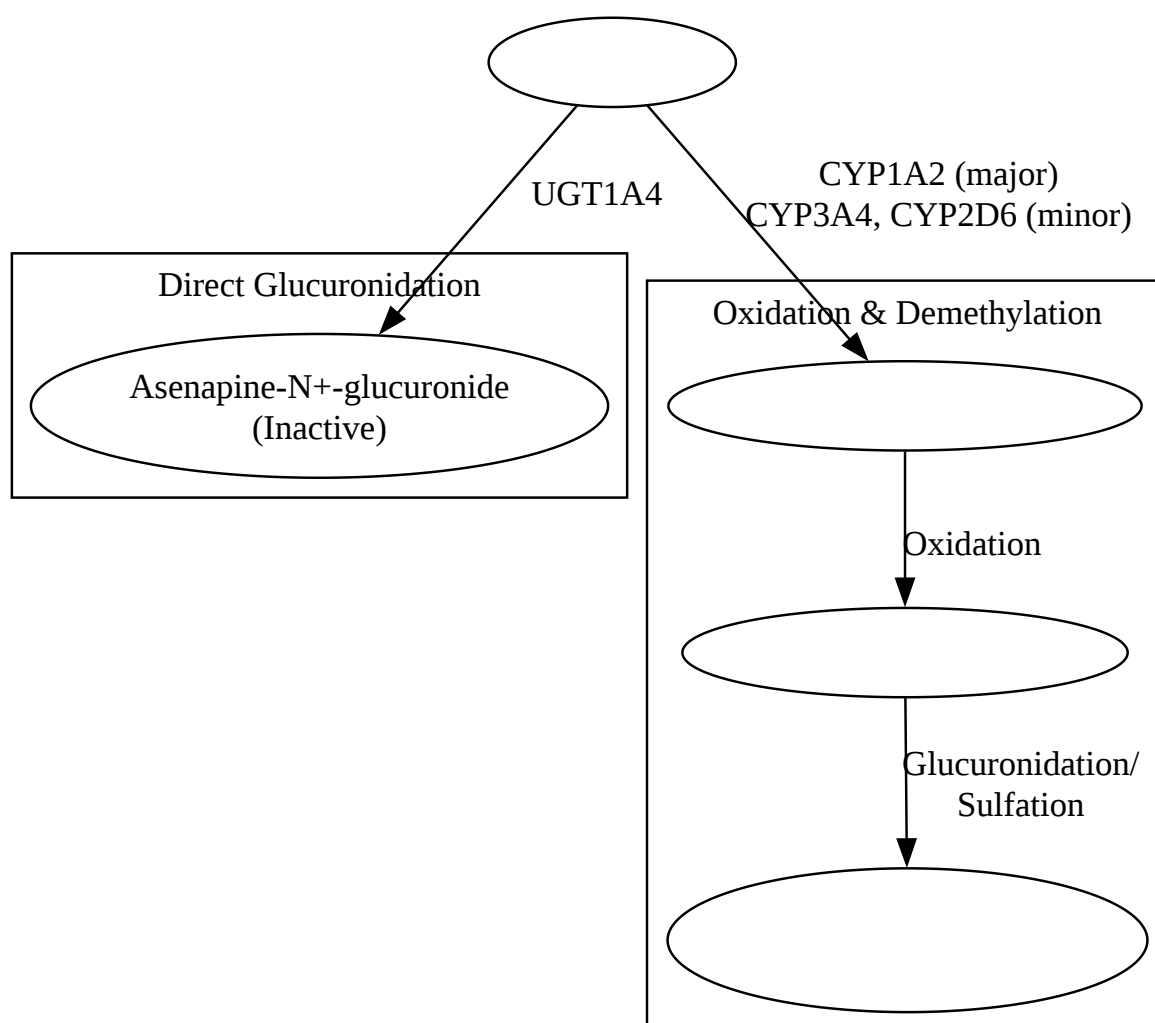 UGT1A4
CYP1A2 (major)
CYP3A4, CYP2D6 (minor)
Direct Glucuronidation
Asenapine-N+-glucuronide
(Inactive)
Oxidation & Demethylation
Oxidation
Glucuronidation/
Sulfation